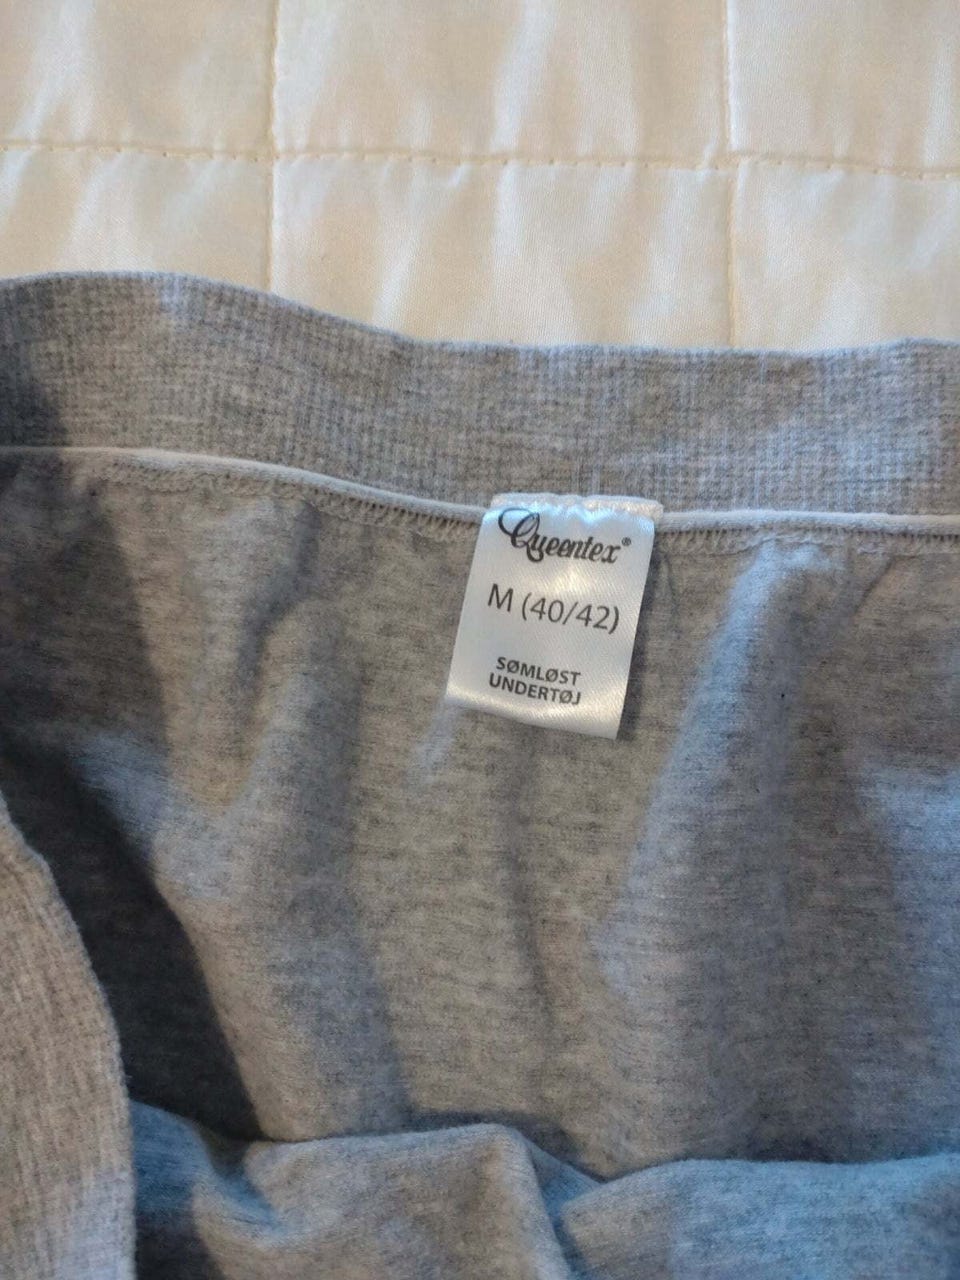 Queentex®
M (40/42)
SØMLØST
UNDERTØJ